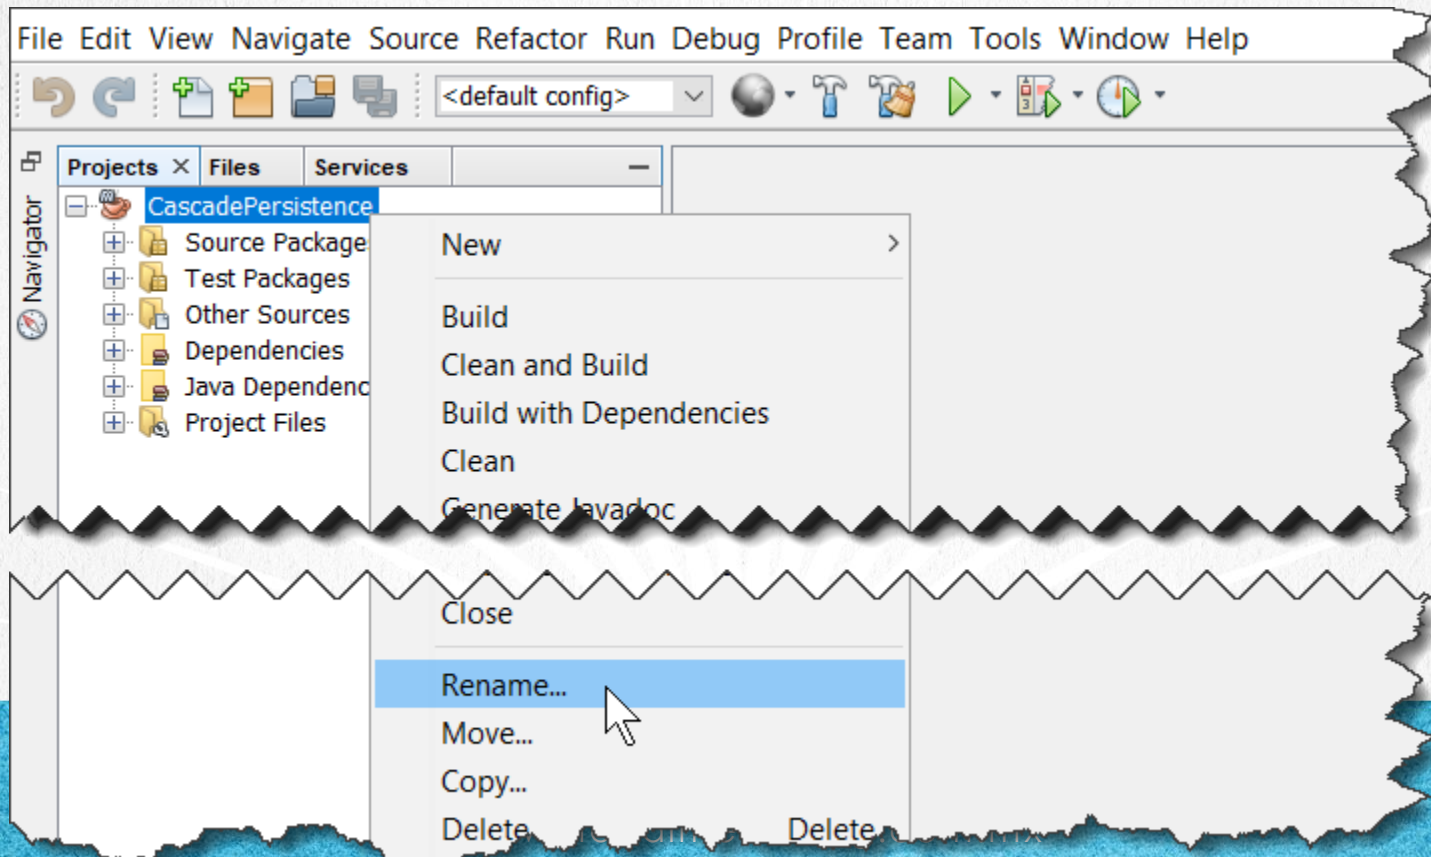 File Edit View Navigate Source Refactor Run Debug Profile Team Tools Window Help
<default config>
Projects Files Services
Navigator
CascadePersistence
Source Package
Test Packages
Other Sources
Dependencies
Java Dependenc
Project Files
New
Build
Clean and Build
Build with Dependencies
Clean
Generate Javadoc
Close
Rename...
Move...
Copy...
Delete Delete